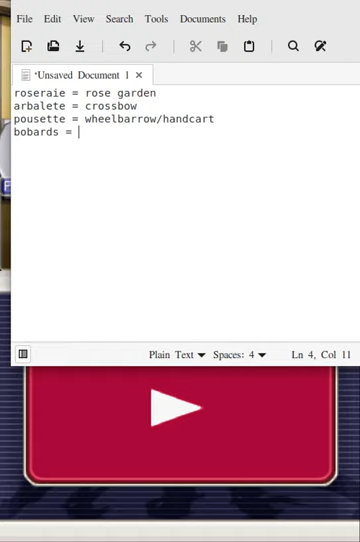 File Edit View Search Tools Documents Help
*Unsaved Document 1
roseraie = rose garden
arbalete = crossbow
pousette = wheelbarrow/handcart
bobards =
Plain Text Spaces: 4 Ln 4, Col 11